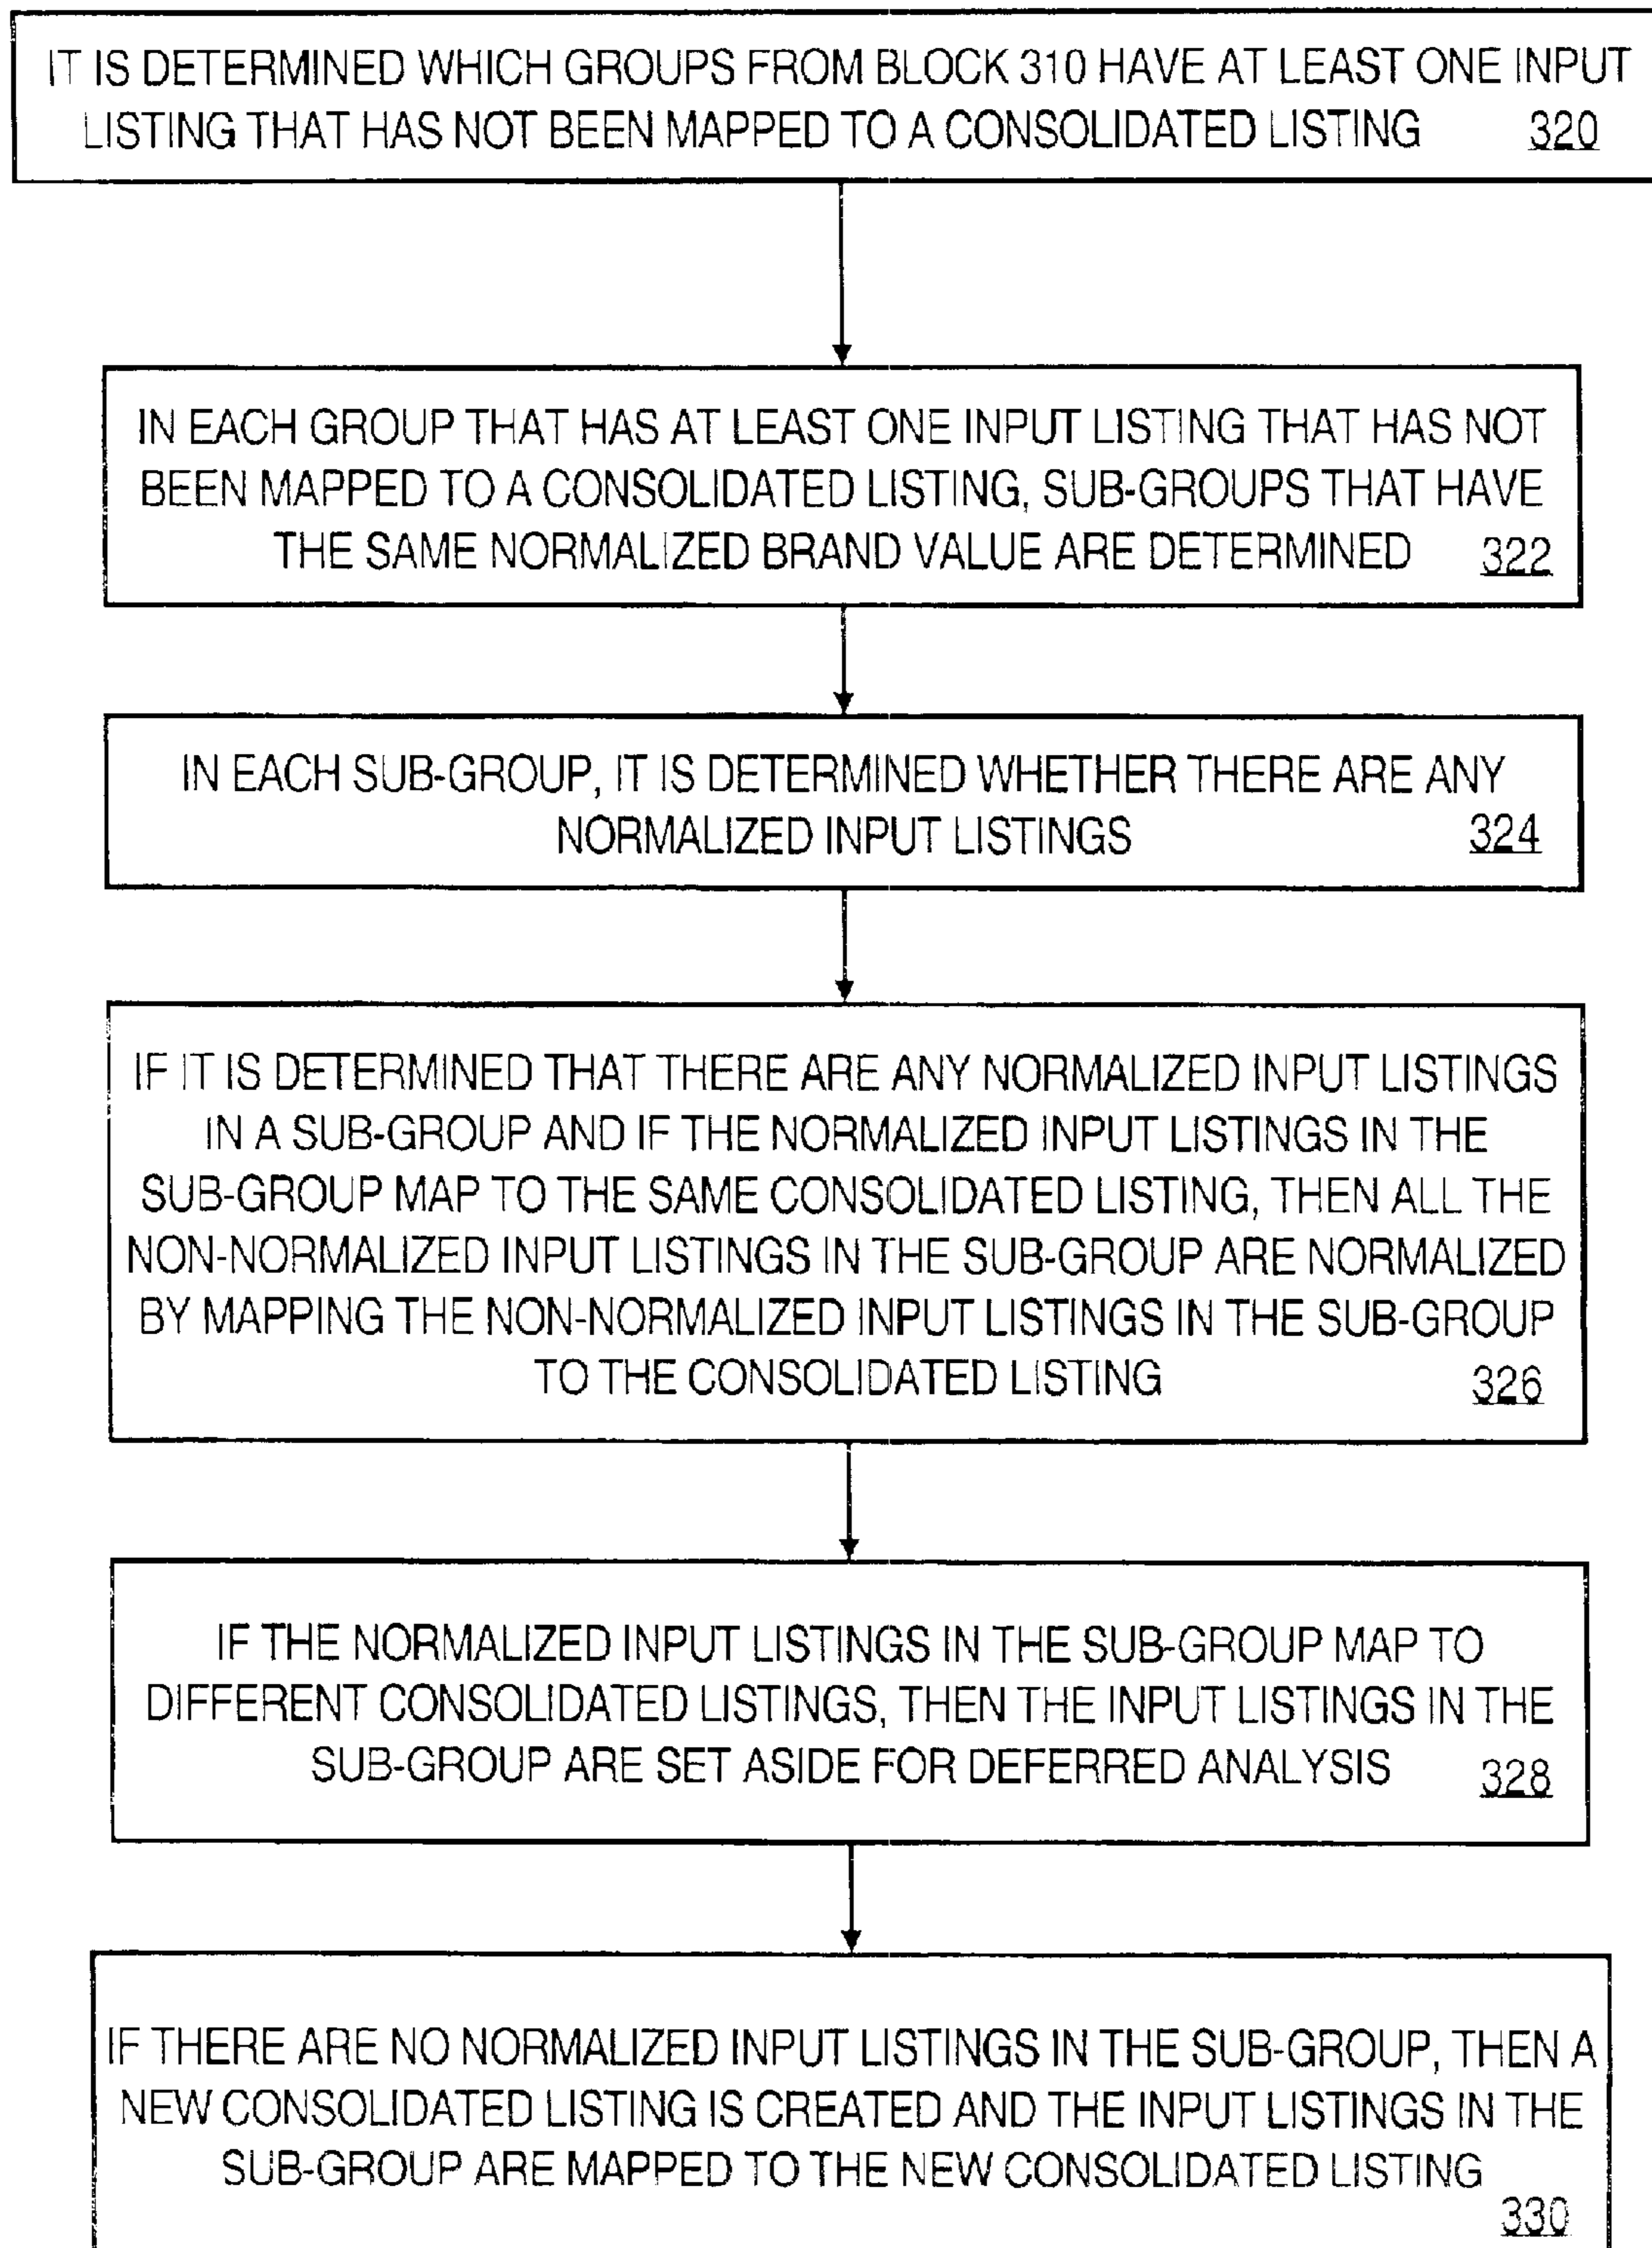 IT IS DETERMINED WHICH GROUPS FROM BLOCK 310 HAVE AT LEAST ONE INPUT
LISTING THAT HAS NOT BEEN MAPPED TO A CONSOLIDATED LISTING 320
IN EACH GROUP THAT HAS AT LEAST ONE INPUT LISTING THAT HAS NOT
BEEN MAPPED TO A CONSOLIDATED LISTING, SUB-GROUPS THAT HAVE
THE SAME NORMALIZED BRAND VALUE ARE DETERMINED 322
IN EACH SUB-GROUP, IT IS DETERMINED WHETHER THERE ARE ANY
NORMALIZED INPUT LISTINGS 324
IF IT IS DETERMINED THAT THERE ARE ANY NORMALIZED INPUT LISTINGS
IN A SUB-GROUP AND IF THE NORMALIZED INPUT LISTINGS IN THE
SUB-GROUP MAP TO THE SAME CONSOLIDATED LISTING, THEN ALL THE
NON-NORMALIZED INPUT LISTINGS IN THE SUB-GROUP ARE NORMALIZED
BY MAPPING THE NON-NORMALIZED INPUT LISTINGS IN THE SUB-GROUP
TO THE CONSOLIDATED LISTING 326
IF THE NORMALIZED INPUT LISTINGS IN THE SUB-GROUP MAP TO
DIFFERENT CONSOLIDATED LISTINGS, THEN THE INPUT LISTINGS IN THE
SUB-GROUP ARE SET ASIDE FOR DEFERRED ANALYSIS 328
IF THERE ARE NO NORMALIZED INPUT LISTINGS IN THE SUB-GROUP, THEN A
NEW CONSOLIDATED LISTING IS CREATED AND THE INPUT LISTINGS IN THE
SUB-GROUP ARE MAPPED TO THE NEW CONSOLIDATED LISTING
330